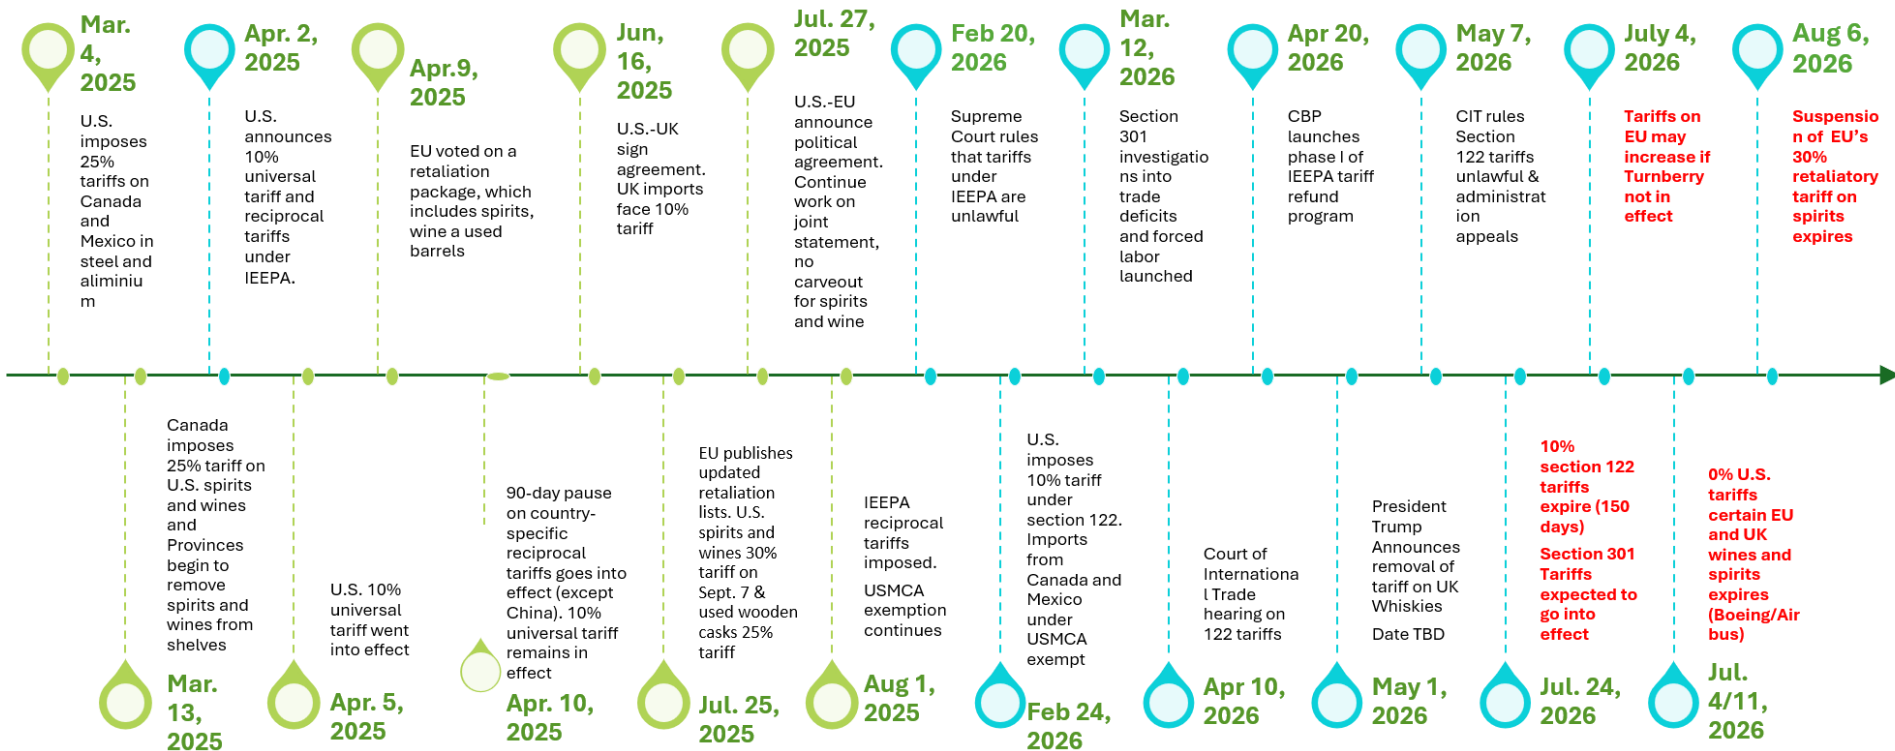 Mar.
4,
2025
U.S.
imposes
25%
tariffs on
Canada
and
Mexico in
steel and
aliminiu
m
Apr. 2,
2025
U.S.
announces
10%
universal
tariff and
reciprocal
tariffs
under
IEEPA.
Apr.9,
2025
EU voted on a
retaliation
package, which
includes spirits,
wine a used
barrels
Jun,
16,
2025
U.S.-UK
sign
agreement.
UK imports
face 10%
tariff
Jul. 27,
2025
U.S.-EU
announce
political
agreement.
Continue
work on
joint
statement,
no
carveout
for spirits
and wine
Feb 20,
2026
Supreme
Court rules
that tariffs
under
IEEPA are
unlawful
Mar.
12,
2026
Section
301
investigatio
ns into
trade
deficits
and forced
labor
launched
Apr 20,
2026
CBP
launches
phase I of
IEEPA tariff
refund
program
May 7,
2026
CIT rules
Section
122 tariffs
unlawful &
administrat
ion
appeals
July 4,
2026
Tariffs on
EU may
increase if
Turnberry
not in
effect
Aug 6,
2026
Suspensio
n of EU's
30%
retaliatory
tariff on
spirits
expires
Canada
imposes
25% tariff on
U.S. spirits
and wines
and
Provinces
begin to
remove
spirits and
wines from
shelves
Mar.
13,
2025
U.S. 10%
universal
tariff went
into effect
Apr. 5,
2025
90-day pause
on country-
specific
reciprocal
tariffs goes into
effect (except
China). 10%
universal tariff
remains in
effect
Apr. 10,
2025
EU publishes
updated
retaliation
lists. U.S.
spirits and
wines 30%
tariff on
Sept. 7 &
used wooden
casks 25%
tariff
Jul. 25,
2025
IEEPA
reciprocal
tariffs
imposed.
USMCA
exemption
continues
Aug 1,
2025
U.S.
imposes
10% tariff
under
section 122.
Imports
from
Canada and
Mexico
under
USMCA
exempt
Feb 24,
2026
Court of
Internationa
l Trade
hearing on
122 tariffs
Apr 10,
2026
President
Trump
Announces
removal of
tariff on UK
Whiskies
Date TBD
May 1,
2026
10%
section 122
tariffs
expire (150
days)
Section 301
Tariffs
expected to
go into
effect
Jul. 24,
2026
0% U.S.
tariffs
certain EU
and UK
wines and
spirits
expires
(Boeing/Air
bus)
Jul.
4/11,
2026